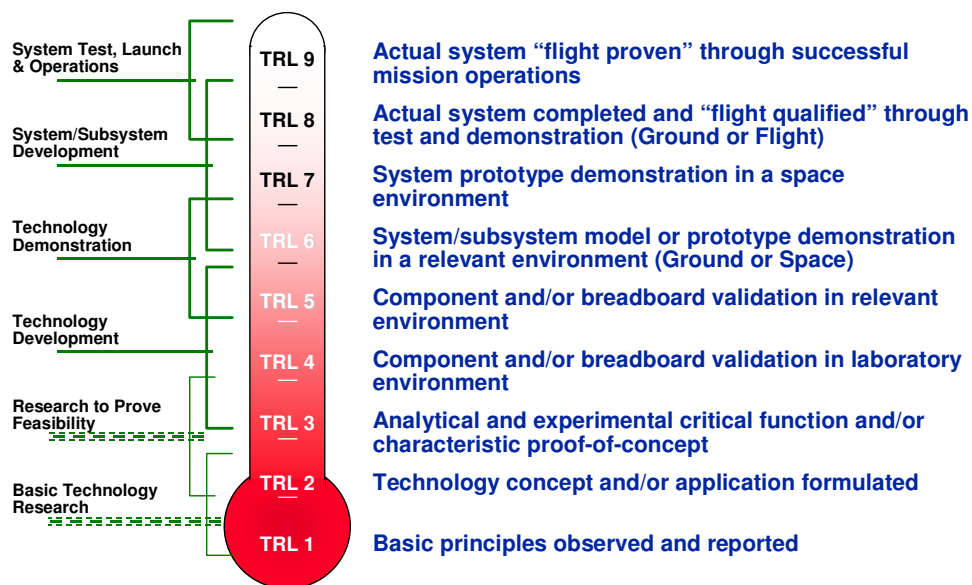 System Test, Launch
& Operations
System/Subsystem
Development
Technology
Demonstration
Technology
Development
Research to Prove
Feasibility
Basic Technology
Research
TRL 9
TRL 8
TRL 7
TRL 6
TRL 5
TRL 4
TRL 3
TRL 2
TRL 1
Actual system “flight proven” through successful
mission operations
Actual system completed and “flight qualified” through
test and demonstration (Ground or Flight)
System prototype demonstration in a space
environment
System/subsystem model or prototype demonstration
in a relevant environment (Ground or Space)
Component and/or breadboard validation in relevant
environment
Component and/or breadboard validation in laboratory
environment
Analytical and experimental critical function and/or
characteristic proof-of-concept
Technology concept and/or application formulated
Basic principles observed and reported